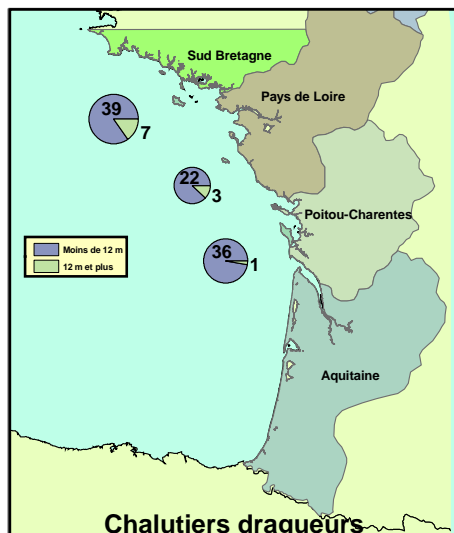 Sud Bretagne
Pays de Loire
39
7
22
3
Poitou-Charentes
36
1
Moins de 12 m
12 m et plus
Aquitaine
Chalutiers dragueurs